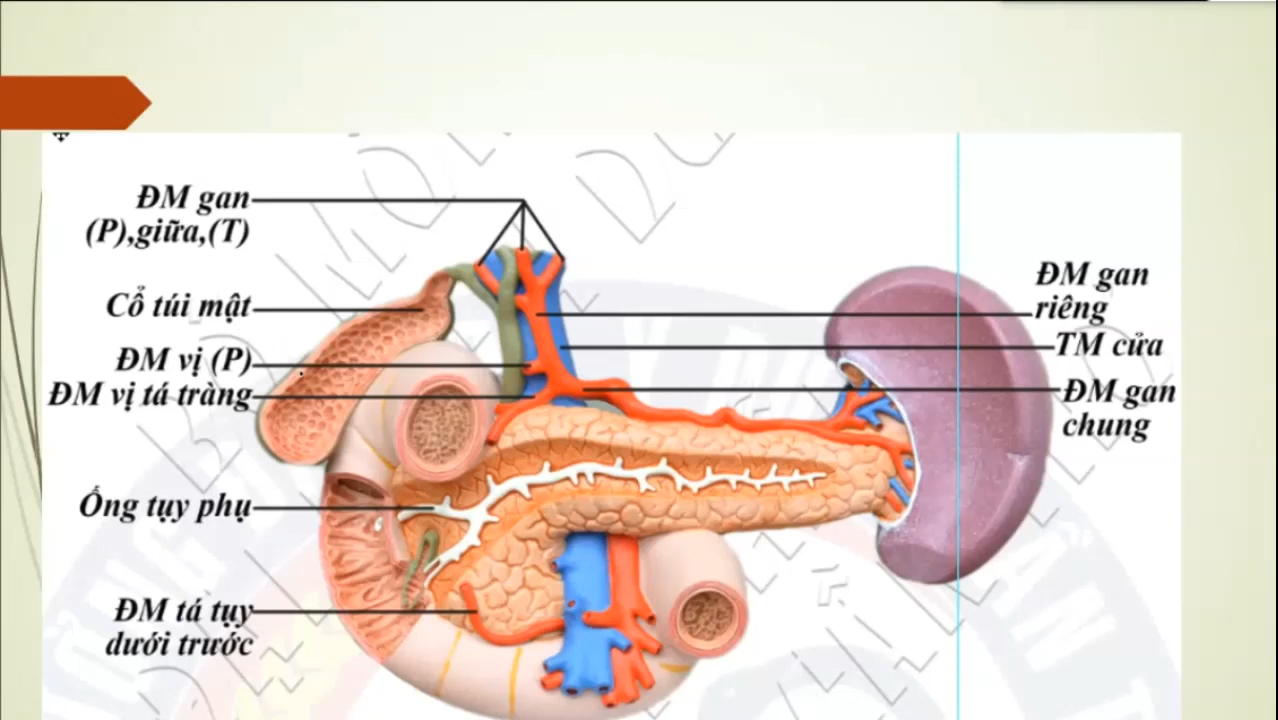 ĐM gan
(P),giữa,(T)
Cổ túi mật
ĐM vị (P)
ĐM vị tá tràng
Ống tụy phụ
ĐM tá tụy
dưới trước
ĐM gan
riêng
TM cửa
ĐM gan
chung